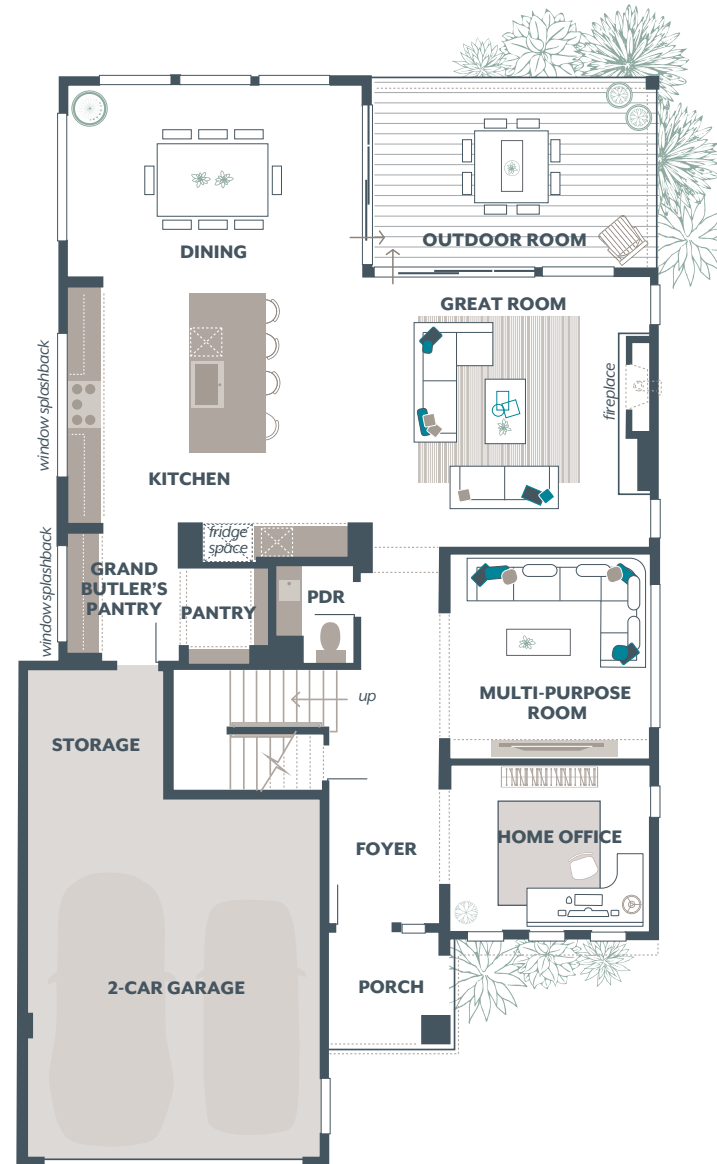 OUTDOOR ROOM
DINING
GREAT ROOM
window splashback
fireplace
KITCHEN
fridge
space
window splashback
GRAND
BUTLER’S
PANTRY
PANTRY
PDR
up
MULTI-PURPOSE
ROOM
STORAGE
HOME OFFICE
FOYER
2-CAR GARAGE
PORCH